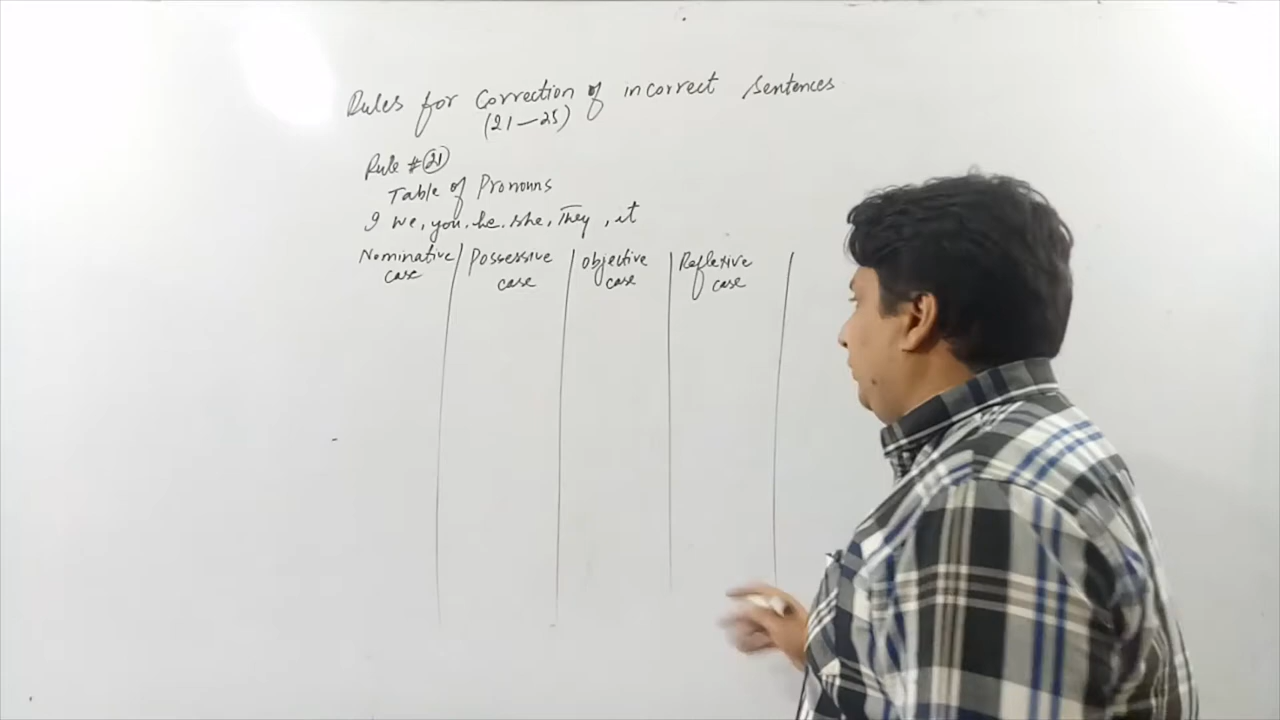 Rules for Correction of incorrect Sentences
(21—25)
Rule # 21
Table of Pronouns
I we, you, he, she, They, it
Nominative case | Possessive case | objective case | Reflexive case |